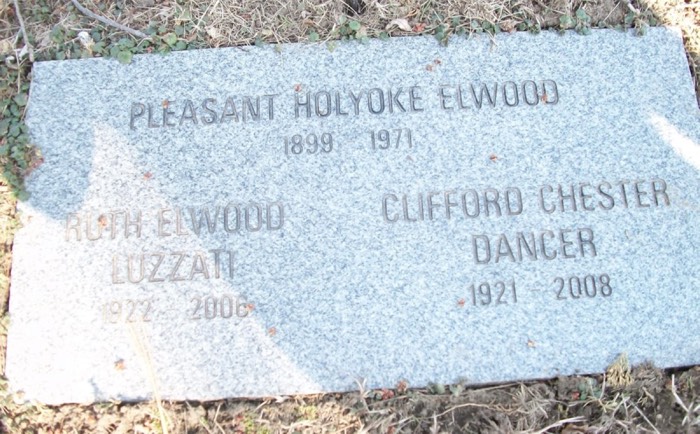 PLEASANT HOLYOKE ELWOOD
1899 1971
RUTH ELWOOD
LUZZATI
1922 - 2006
CLIFFORD CHESTER
DANCER
1921 - 2008